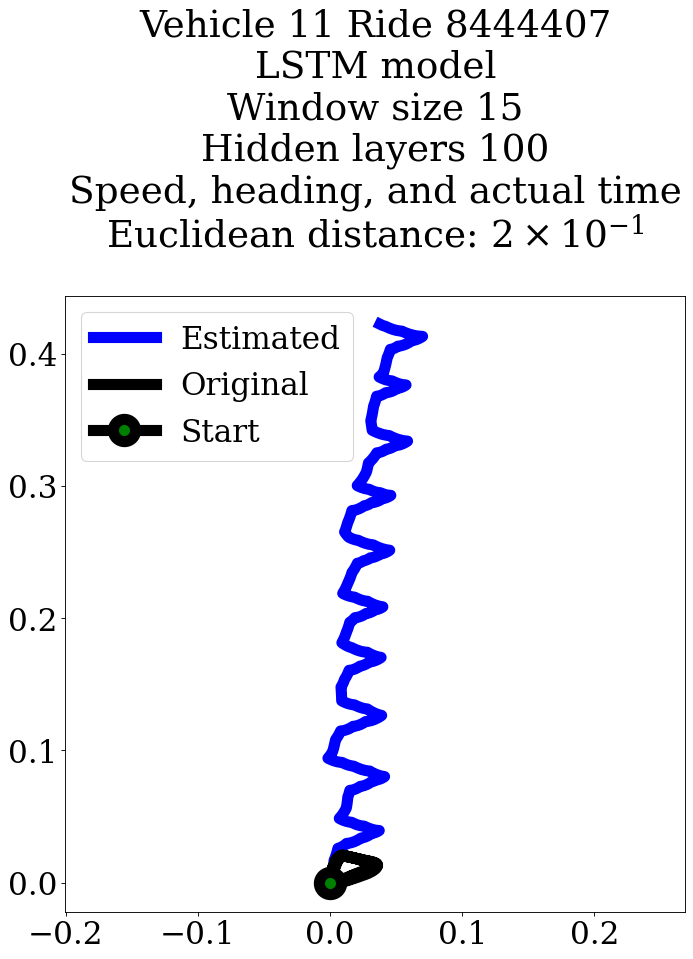 Vehicle 11 Ride 8444407
LSTM model
Window size 15
Hidden layers 100
Speed, heading, and actual time
Euclidean distance: $2 \times 10^{-1}$
Estimated
Original
Start
0.4
0.3
0.2
0.1
0.0
−0.2 −0.1 0.0 0.1 0.2